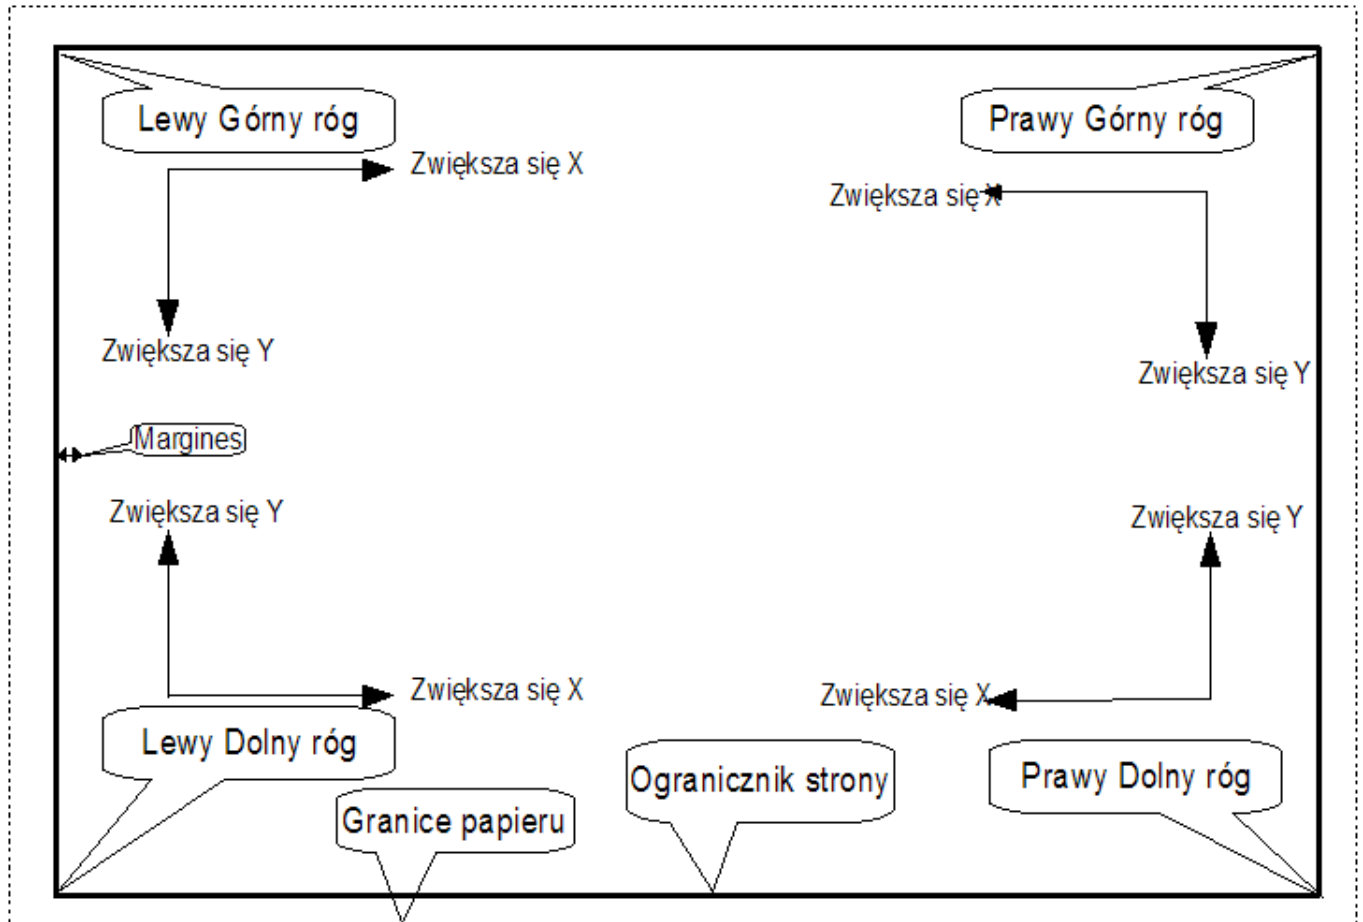 Lewy Górny róg
Prawy Górny róg
Zwiększa się X
Zwiększa się X
Zwiększa się Y
Zwiększa się Y
Margines
Zwiększa się Y
Zwiększa się Y
Zwiększa się X
Zwiększa się X
Lewy Dolny róg
Ogranicznik strony
Prawy Dolny róg
Granice papieru